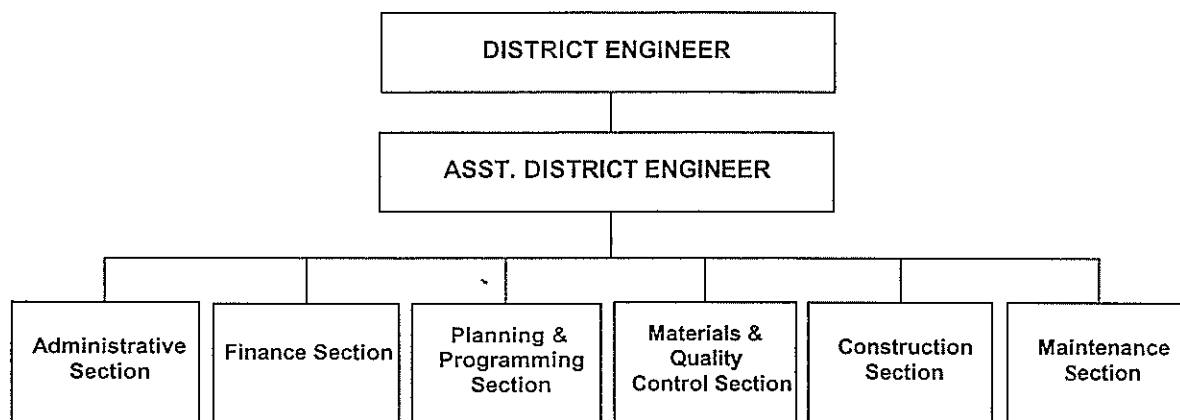 DISTRICT ENGINEER
ASST. DISTRICT ENGINEER
Administrative
Section
Finance Section
Planning &
Programming
Section
Materials &
Quality
Control Section
Construction
Section
Maintenance
Section